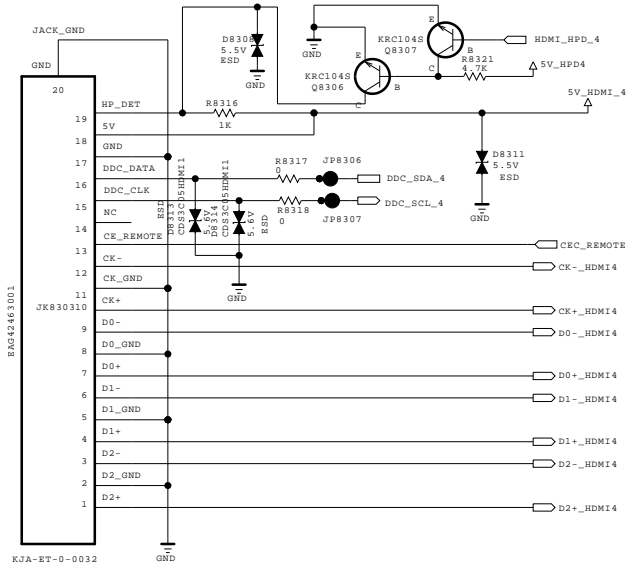 JACK_GND
GND
20
D8308
5.5V
ESD
GND
GND
E
KRC104S
Q8307
B
C
HDMI_HPD_4
E
KRC104S
Q8306
B
C
R8321
4.7K
5V_HPD4
5V_HDMI_4
HP_DET
R8316
1K
19
5V
18
GND
17
DDC_DATA
R8317
0
JP8306
DDC_SDA_4
D8311
5.5V
ESD
GND
16
DDC_CLK
R8318
0
JP8307
DDC_SCL_4
15
NC
14
D8313
CDS3C05HDMI1
5.6V
ESD
D8314
CDS3C05HDMI1
5.6V
ESD
GND
CE_REMOTE
CEC_REMOTE
13
CK-
CK-_HDMI4
12
CK_GND
11
CK+
CK+_HDMI4
10
D0-
D0-_HDMI4
9
D0_GND
8
D0+
D0+_HDMI4
7
D1-
D1-_HDMI4
6
D1_GND
5
D1+
D1+_HDMI4
4
D2-
D2-_HDMI4
3
D2_GND
2
D2+
D2+_HDMI4
1
JK8303
EAG42463001
KJA-ET-0-0032
GND